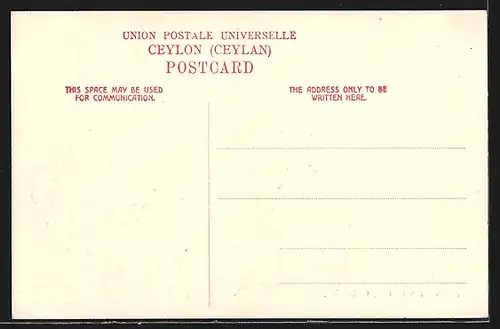 UNION POSTALE UNIVERSELLE
CEYLON (CEYLAN)
POSTCARD
THIS SPACE MAY BE USED
FOR COMMUNICATION.
THE ADDRESS ONLY TO BE
WRITTEN HERE.